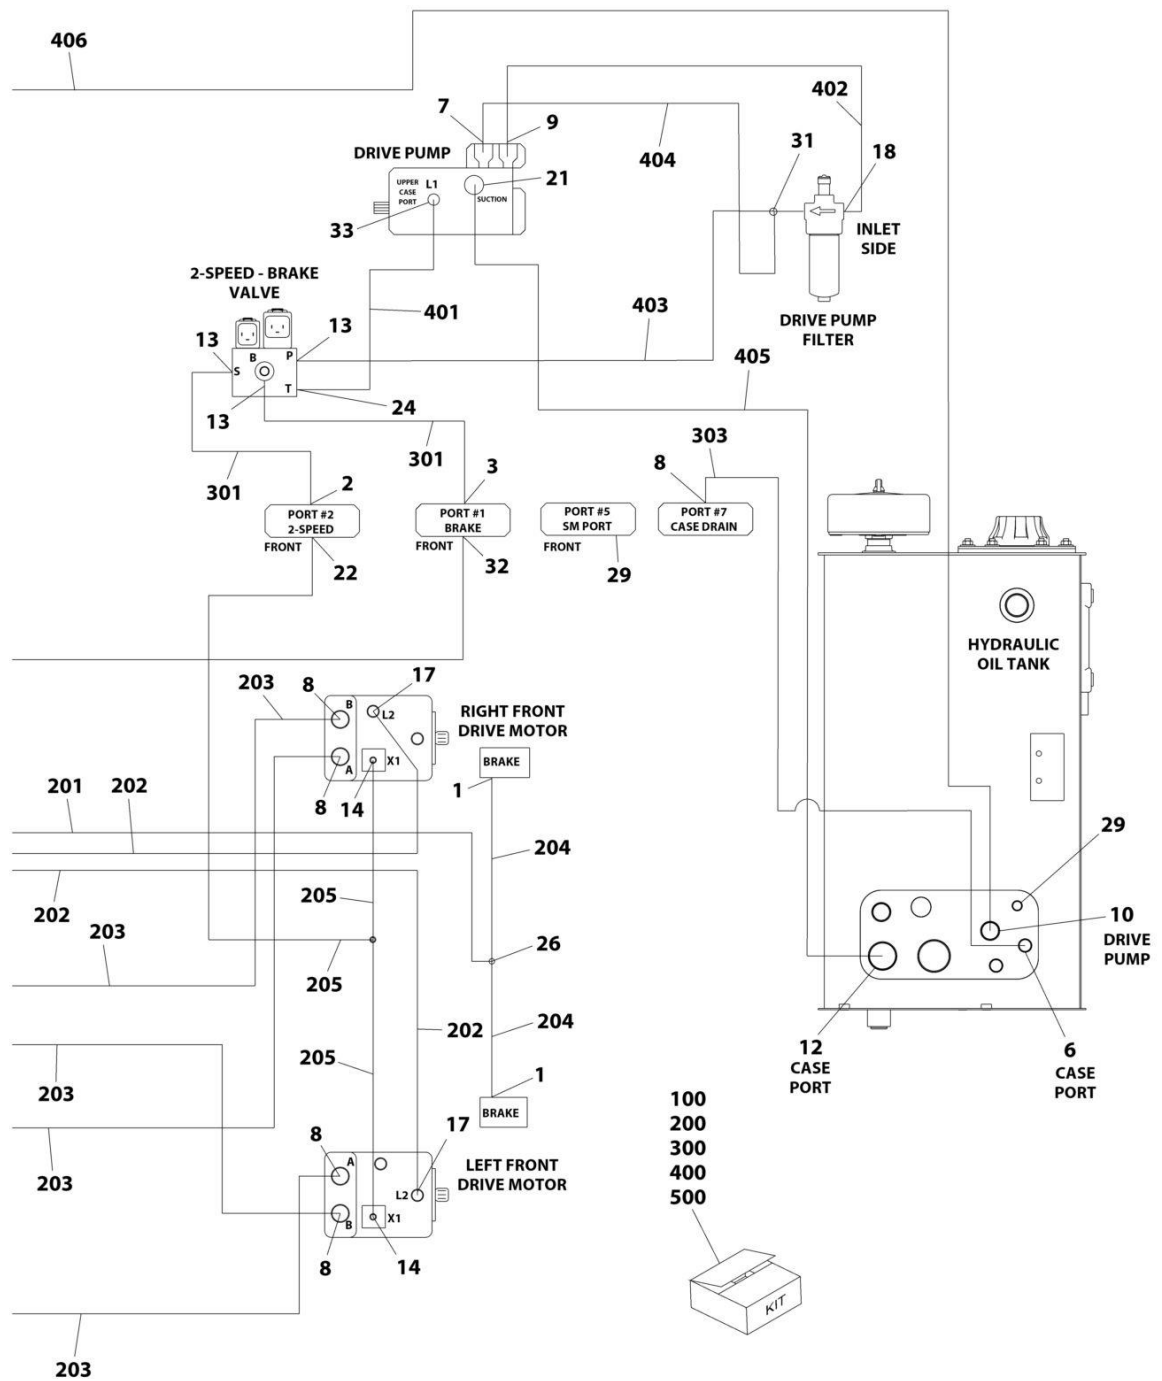 406
402
7
9
31
404
18
DRIVE PUMP
UPPER
CASE
PORT
L1
21
SUCTION
33
INLET
SIDE
2-SPEED - BRAKE
VALVE
401
403
DRIVE PUMP
FILTER
13
13
B
P
S
T
405
13
24
301
303
3
8
301
2
PORT #2
2-SPEED
PORT #1
BRAKE
PORT #5
SM PORT
PORT #7
CASE DRAIN
FRONT
FRONT
FRONT
22
32
29
HYDRAULIC
OIL TANK
203
8
17
B
L2
RIGHT FRONT
DRIVE MOTOR
A
X1
BRAKE
201
202
8
14
1
29
204
205
202
203
10
DRIVE
PUMP
26
205
202
204
205
12
CASE
PORT
6
CASE
PORT
203
1
100
200
300
400
500
BRAKE
8
17
A
LEFT FRONT
DRIVE MOTOR
203
L2
B
X1
8
14
KIT
203